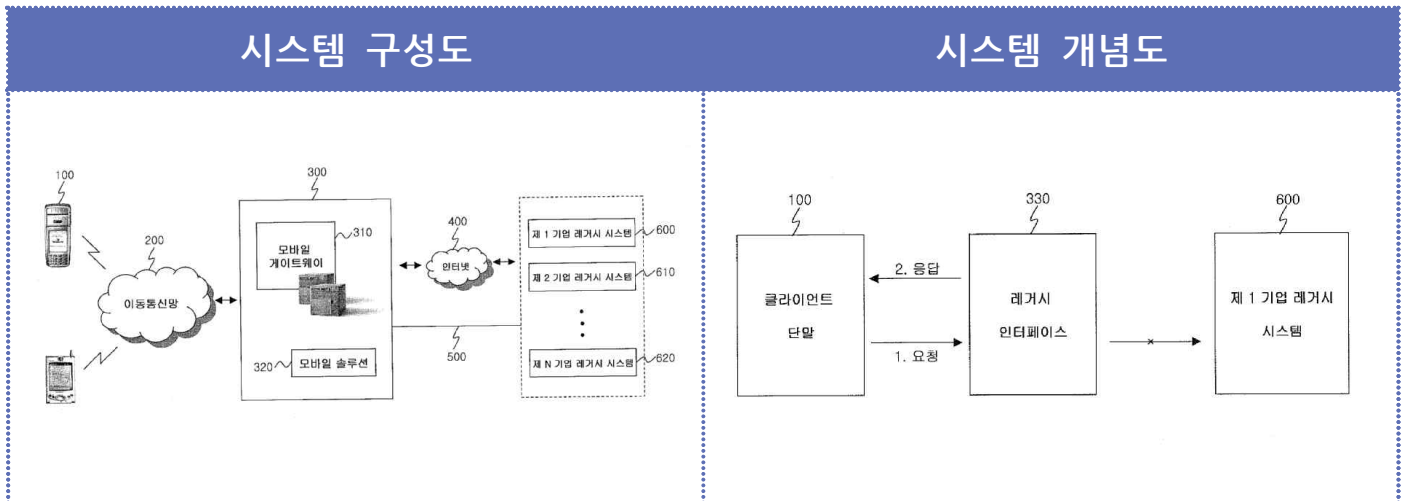 시스템 구성도
시스템 개념도
100
200
이동통신망
300
모바일
게이트웨이
310
320
모바일 솔루션
400
인터넷
500
제 1 기업 레거시 시스템
600
제 2 기업 레거시 시스템
610
제 N 기업 레거시 시스템
620
100
클라이언트
단말
2. 응답
1. 요청
330
레거시
인터페이스
600
제 1 기업 레거시
시스템